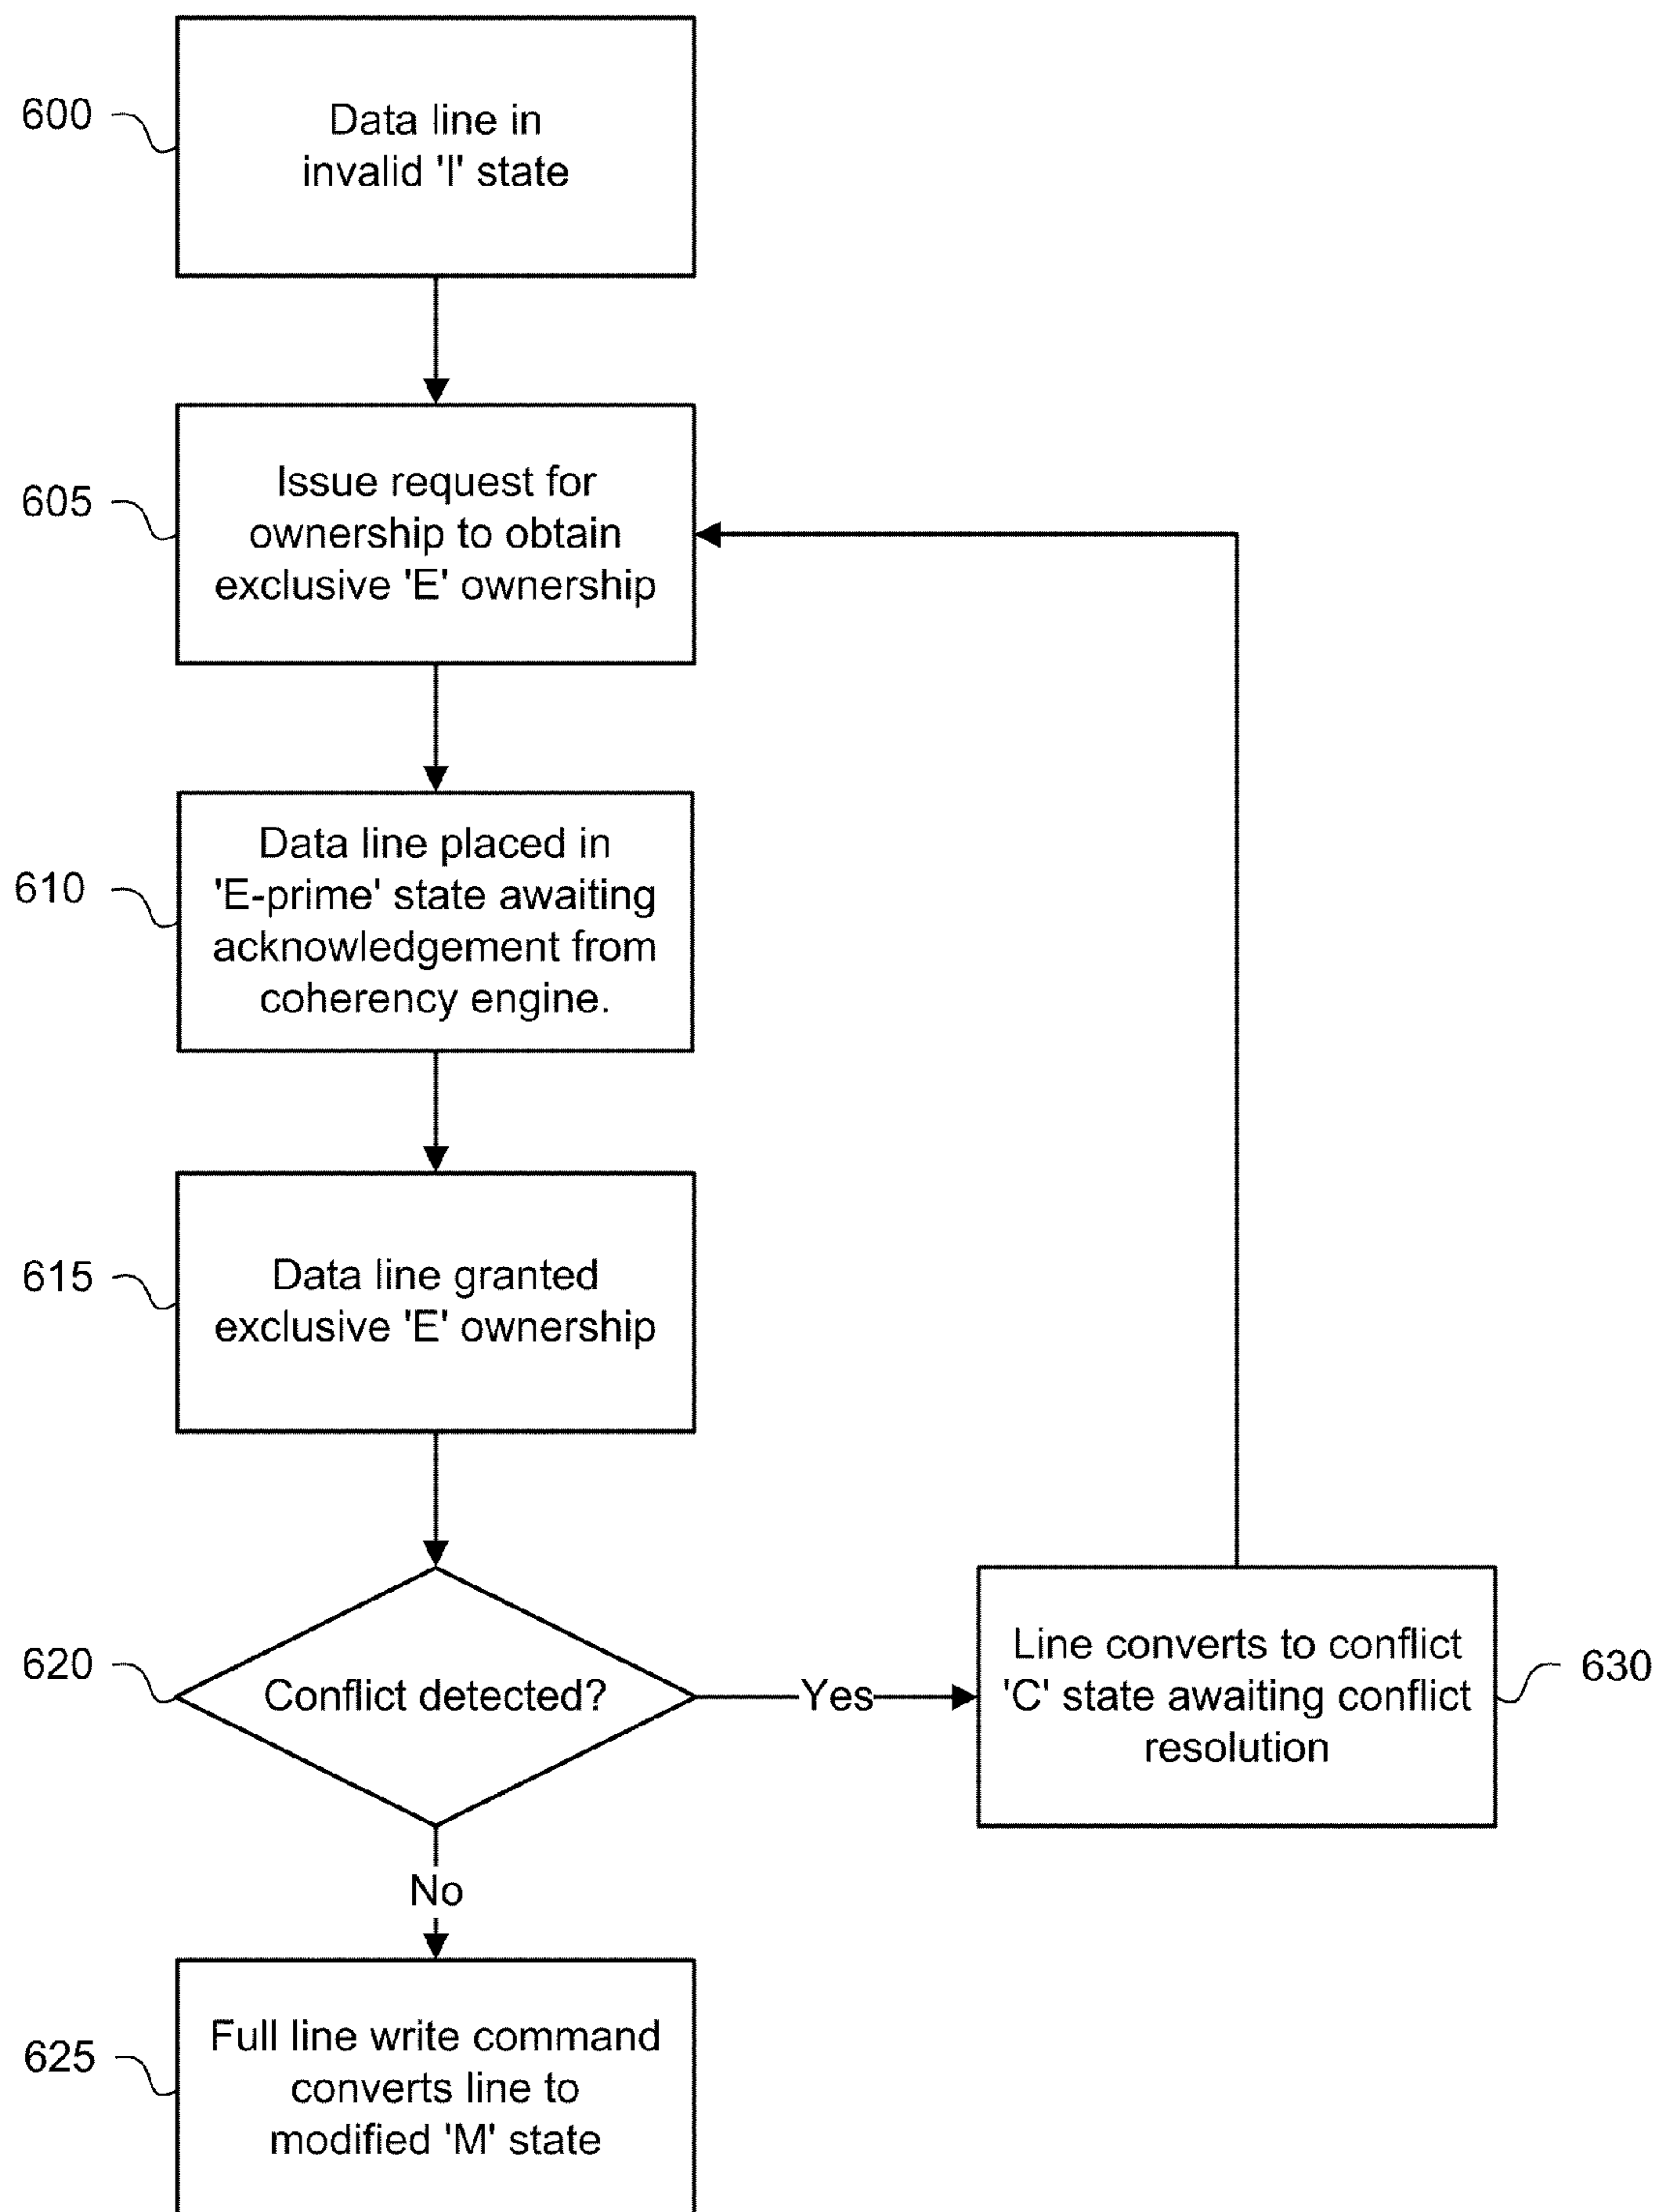 600
Data line in
invalid 'I' state
605
Issue request for
ownership to obtain
exclusive 'E' ownership
610
Data line placed in
'E-prime' state awaiting
acknowledgement from
coherency engine.
615
Data line granted
exclusive 'E' ownership
620
Conflict detected?
Yes
Line converts to conflict
'C' state awaiting conflict
resolution
630
No
625
Full line write command
converts line to
modified 'M' state